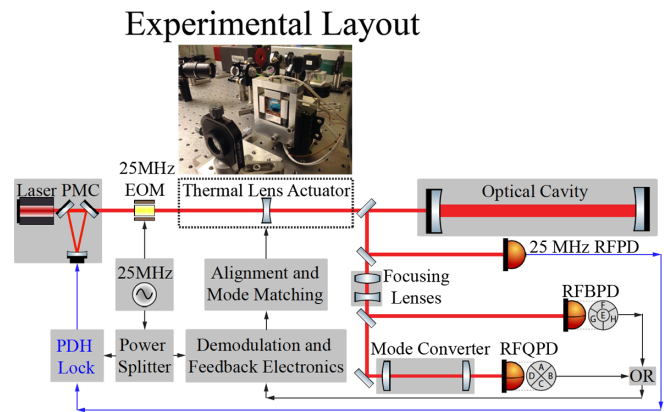 Experimental Layout
Laser PMC
25MHz
EOM
Thermal Lens Actuator
Optical Cavity
25MHz
Alignment and
Mode Matching
25 MHz RFPD
Focusing
Lenses
RFBPD
G E H
F
PDH
Lock
Power
Splitter
Demodulation and
Feedback Electronics
Mode Converter
RFQPD
A
D B
C
OR